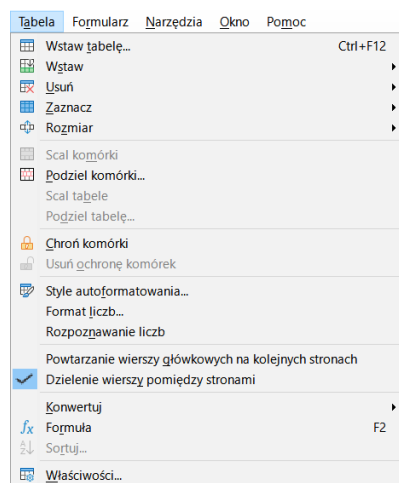 Tabela Formularz Narzędzia Okno Pomoc
Wstaw tabelę... Ctrl+F12
Wstaw
Usuń
Zaznacz
Rozmiar
Scal komórki
Podziel komórki...
Scal tabele
Podziel tabelę...
Chroń komórki
Usuń ochronę komórek
Style autoformatowania...
Format liczb...
Rozpoznawanie liczb
Powtarzanie wierszy główkowych na kolejnych stronach
Dzielenie wierszy pomiędzy stronami
Konwertuj
Formuła F2
Sortuj...
Właściwości...